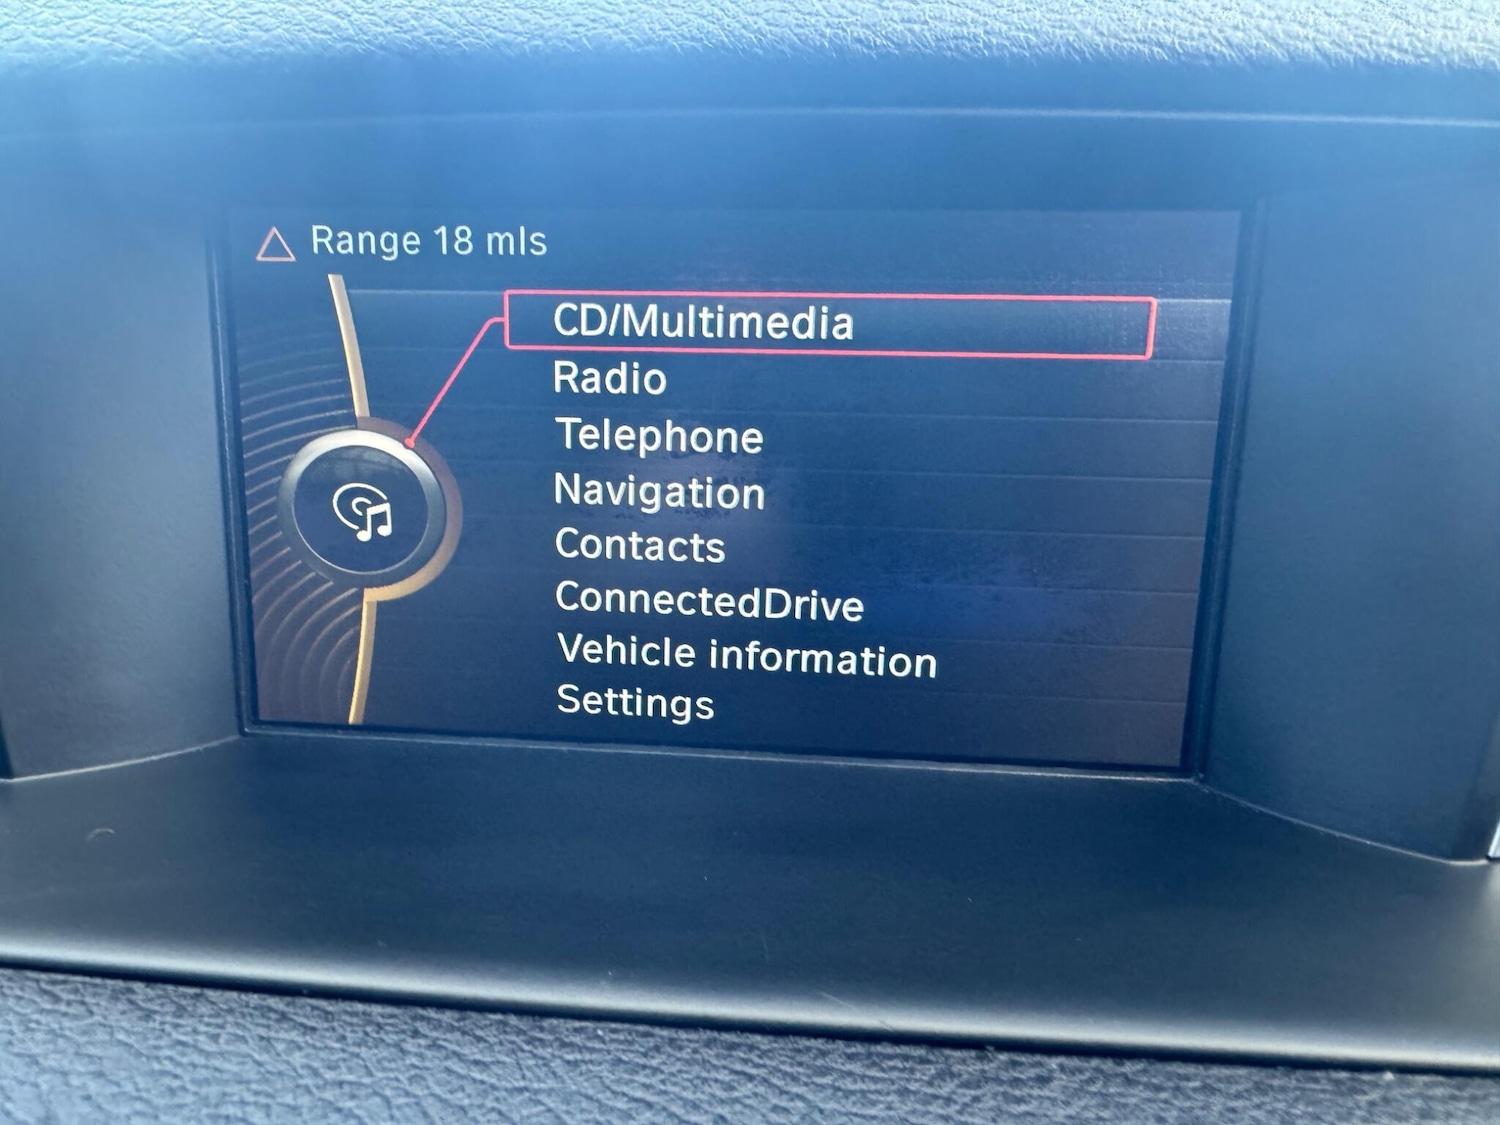 Range 18 mls
CD/Multimedia
Radio
Telephone
Navigation
Contacts
ConnectedDrive
Vehicle information
Settings